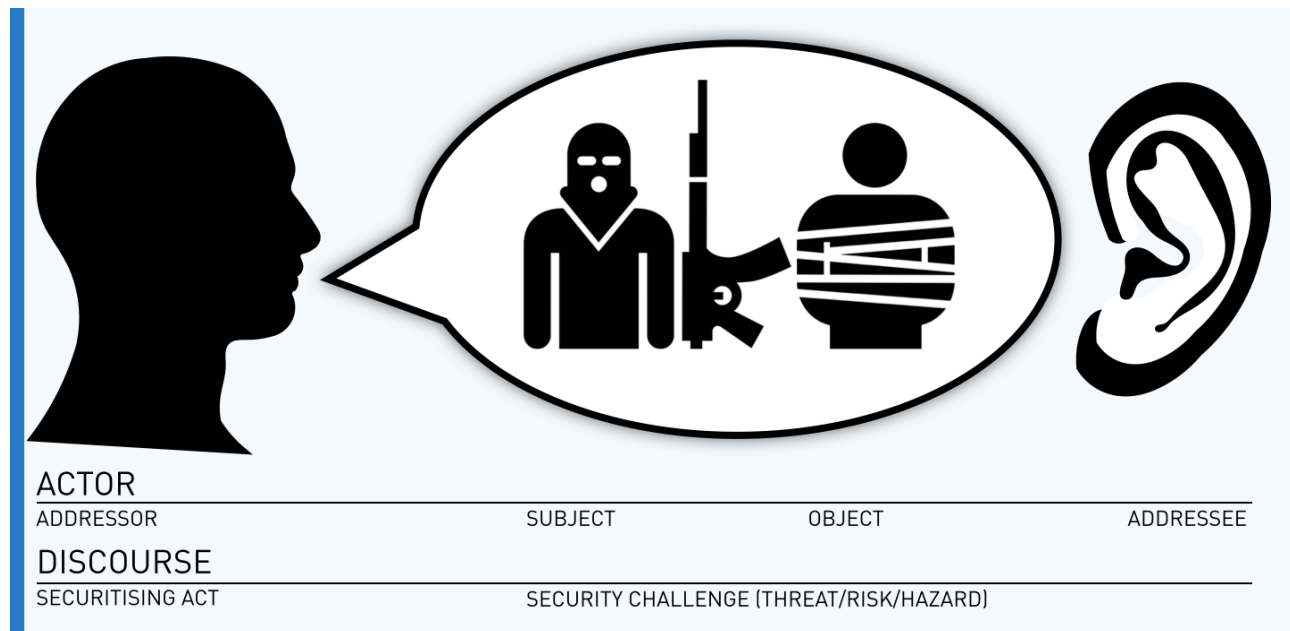 ACTOR
ADDRESSOR SUBJECT OBJECT ADDRESSEE
DISCOURSE
SECURITISING ACT SECURITY CHALLENGE (THREAT/RISK/HAZARD)